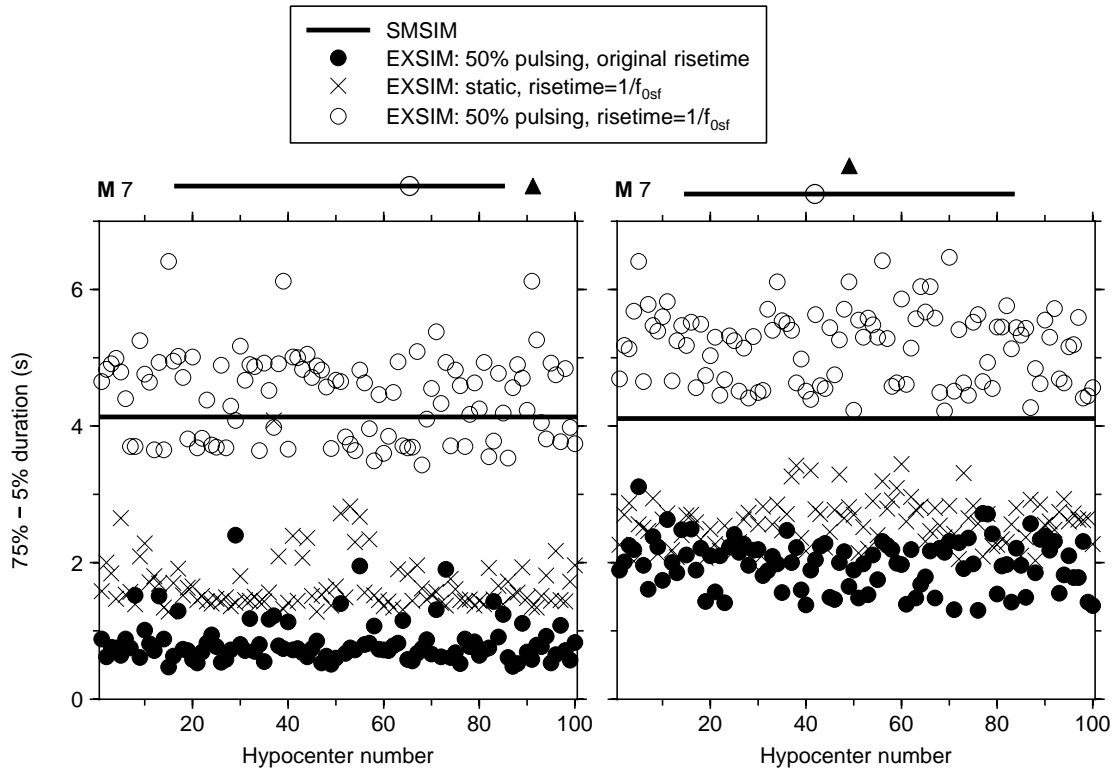 SMSIM
EXSIM: 50% pulsing, original risetime
EXSIM: static, risetime=1/f0sf
EXSIM: 50% pulsing, risetime=1/f0sf
M 7
M 7
75% – 5% duration (s)
6
4
2
0
20
40
60
80
100
20
40
60
80
100
Hypocenter number
Hypocenter number